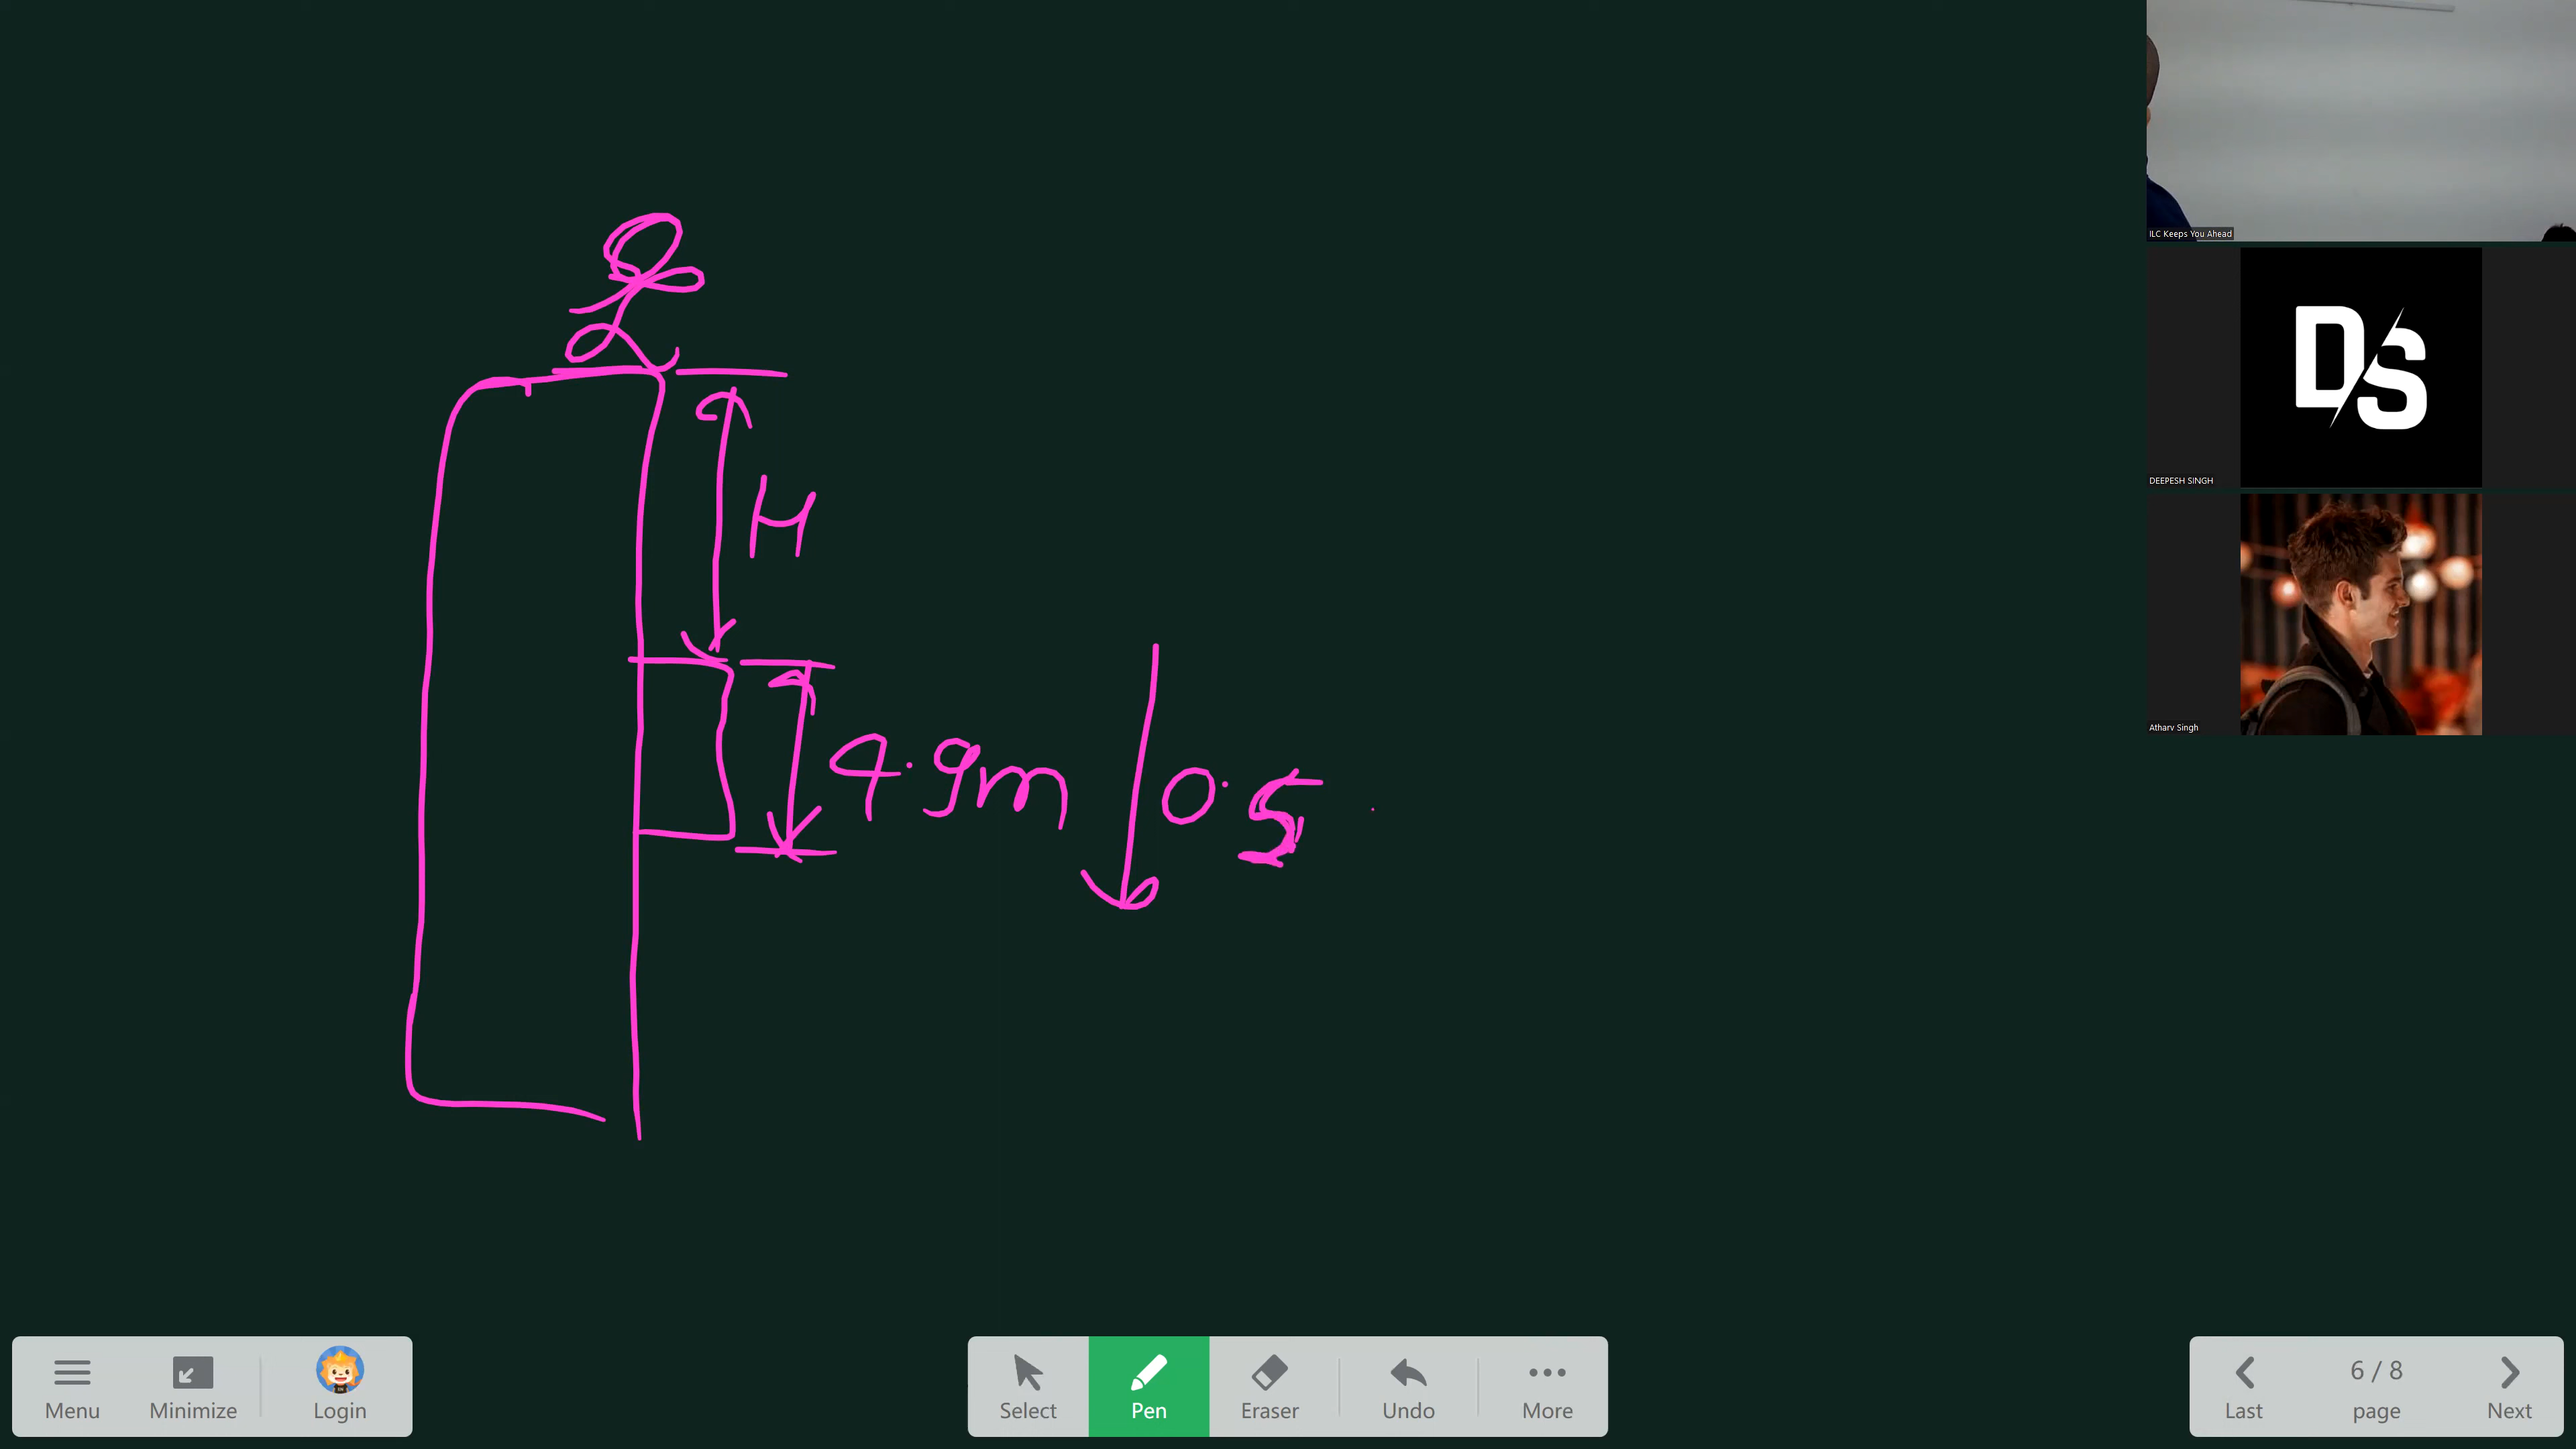 ILC Keeps You Ahead
DS
DEEPESH SINGH
Atharv Singh
H
4.9m
0.5
Menu
Minimize
Login
Select
Pen
Eraser
Undo
More
Last
6 / 8
page
Next